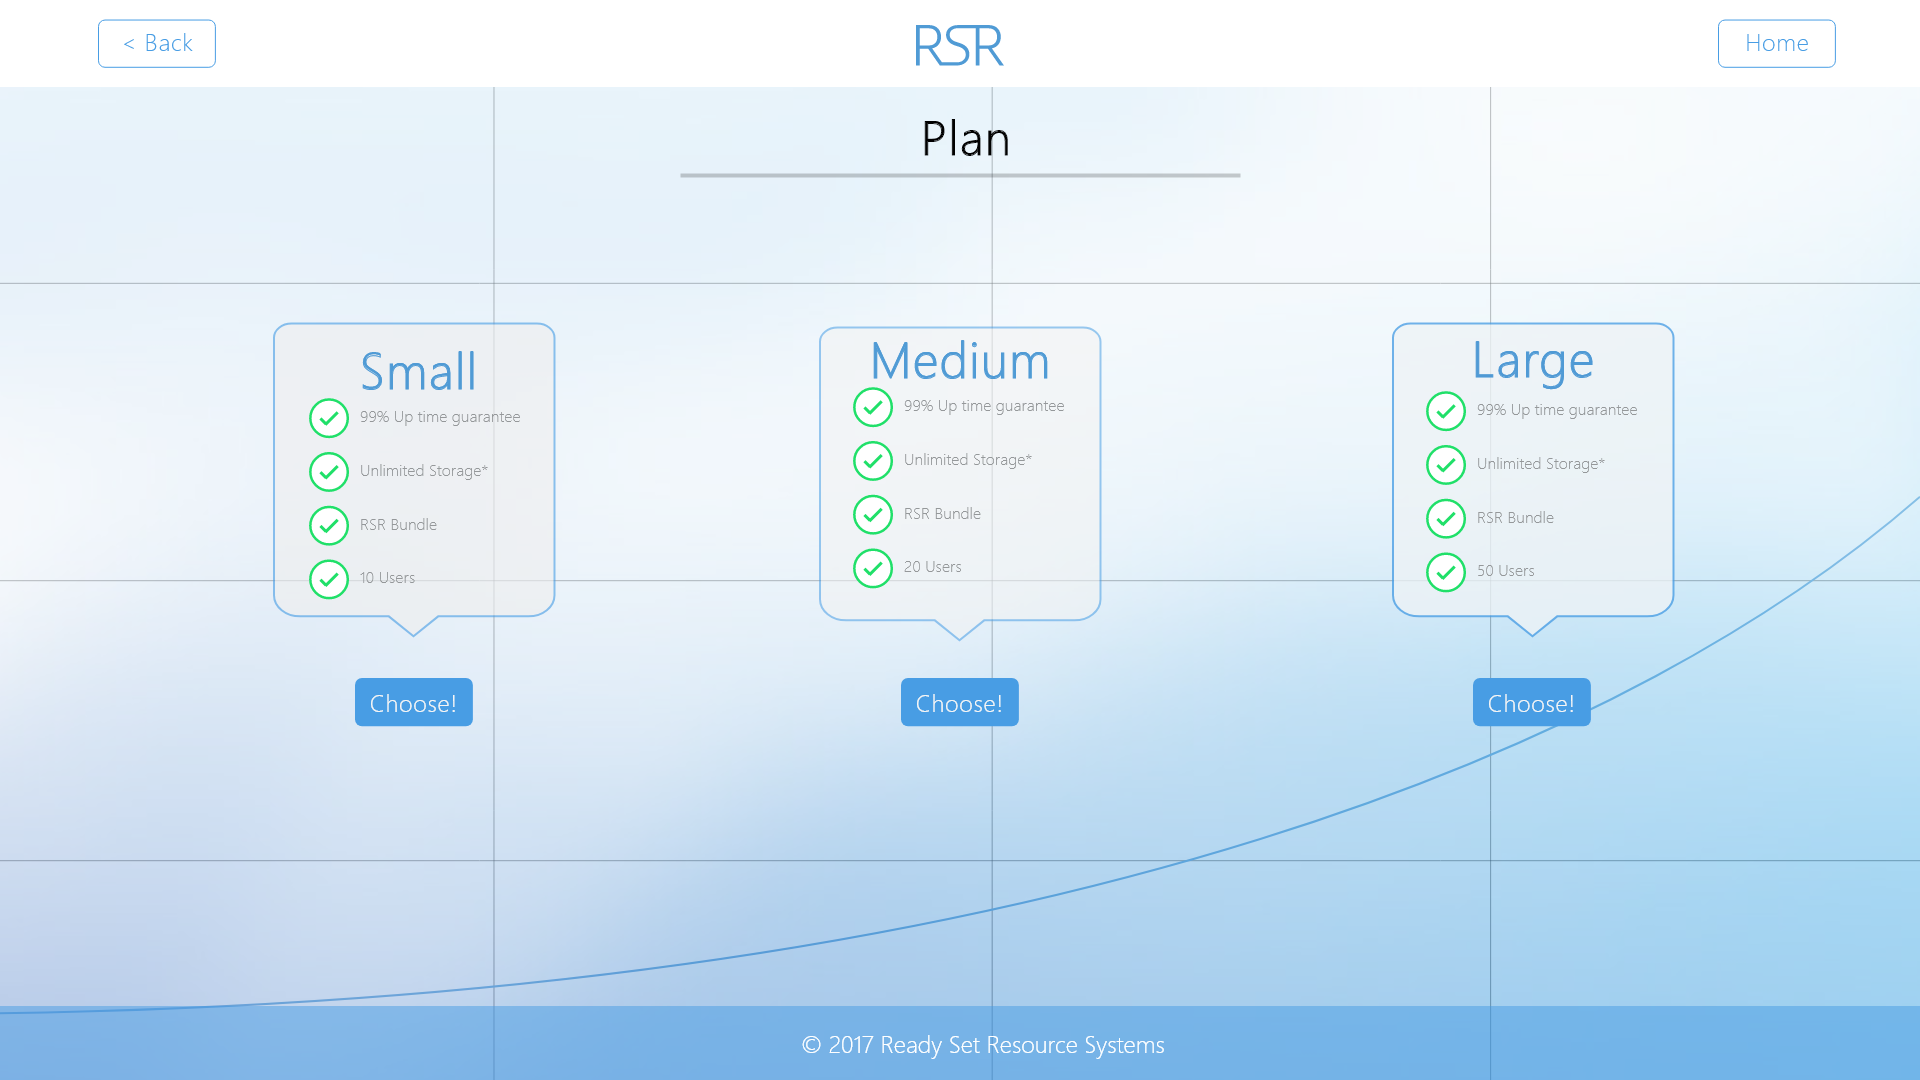 < Back
RSR
Home
Plan
Small
99% Up time guarantee
Unlimited Storage*
RSR Bundle
10 Users
Choose!
Medium
99% Up time guarantee
Unlimited Storage*
RSR Bundle
20 Users
Choose!
Large
99% Up time guarantee
Unlimited Storage*
RSR Bundle
50 Users
Choose!
© 2017 Ready Set Resource Systems